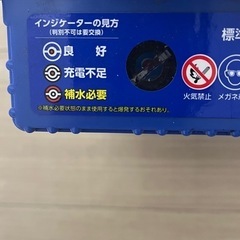 インジケーターの見方
(判別不可は要交換)
良 好
充電不足
補水必要
※補水必要状態のまま使用すると爆発するおそれあり。
標準
火気禁止
メガネ